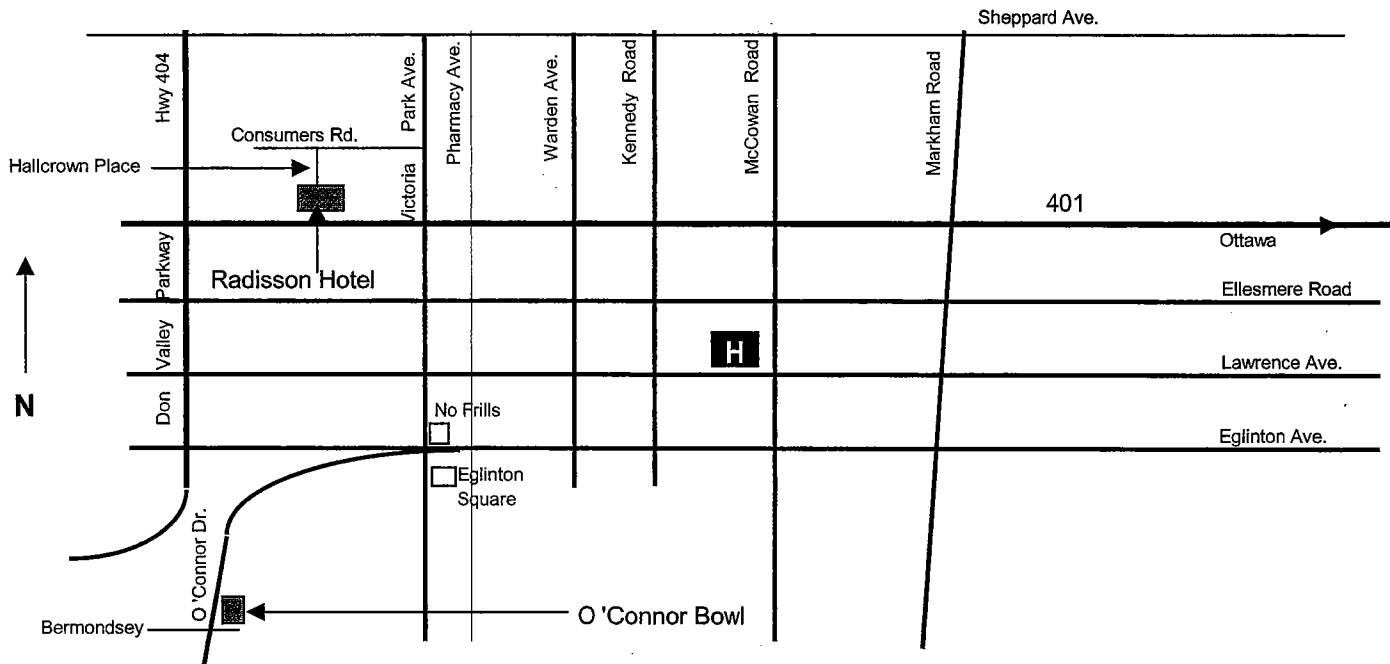 Sheppard Ave.
Hwy 404
Park Ave.
Victoria
Pharmacy Ave.
Warden Ave.
Kennedy Road
McCowan Road
Markham Road
Consumers Rd.
Hallcrown Place
401
Ottawa
Radisson Hotel
Don Valley Parkway
Ellesmere Road
H
Lawrence Ave.
N
No Frills
Eglinton Ave.
Eglinton
Square
O 'Connor Dr.
O 'Connor Bowl
Bermondsey